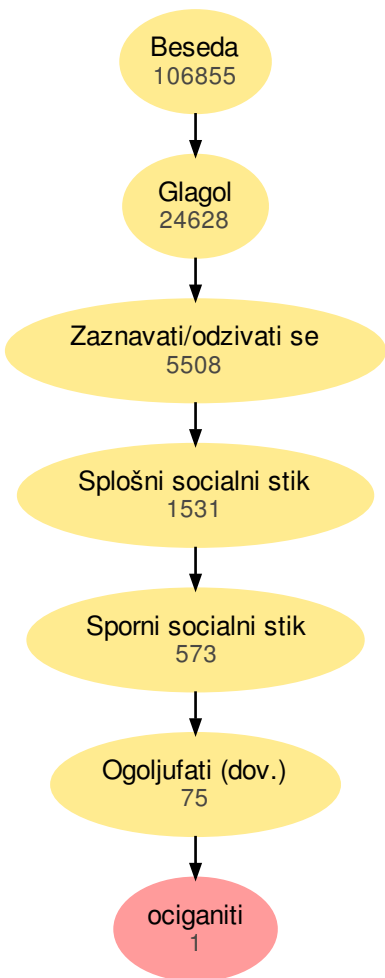 Beseda
106855
Glagol
24628
Zaznavati/odzivati se
5508
Splošni socialni stik
1531
Sporni socialni stik
573
Ogoljufati (dov.)
75
ociganiti
1